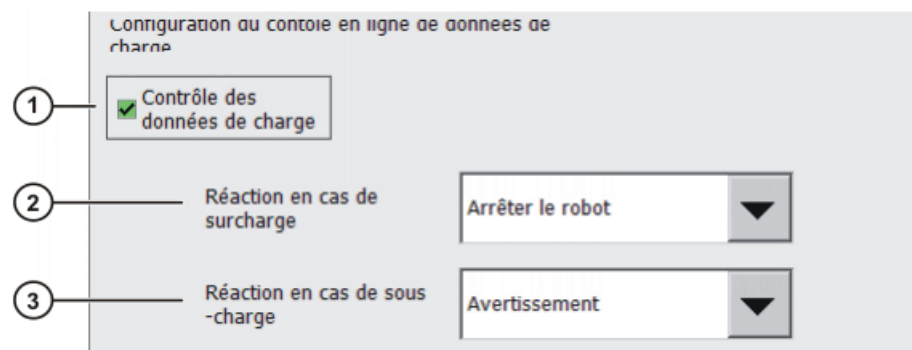 Configuration du contôle en ligne de données de
charge
1
Contrôle des
données de charge
2
Réaction en cas de
surcharge
Arrêter le robot
3
Réaction en cas de sous
-charge
Avertissement